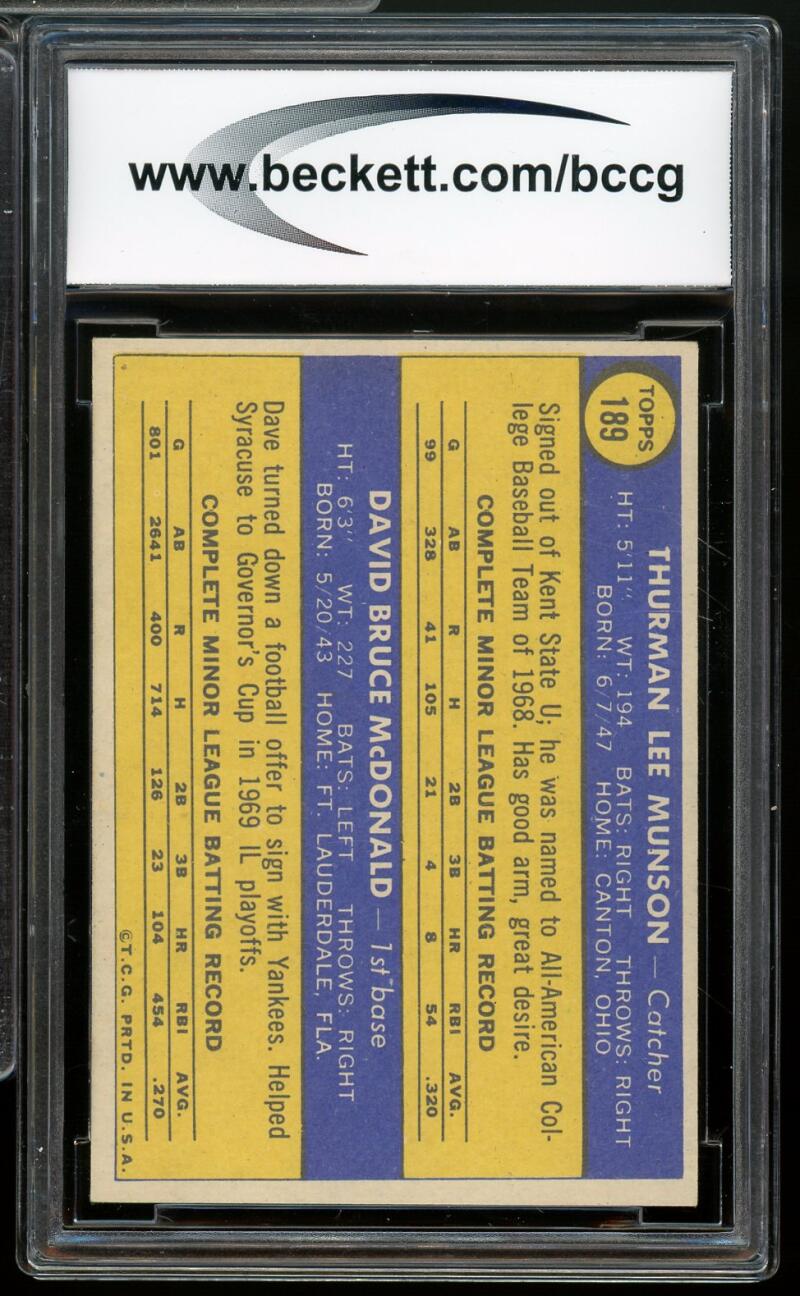 www.beckett.com/bccg
TOPPS
189
THURMAN LEE MUNSON — Catcher
HT: 5'11" WT: 194 BATS: RIGHT THROWS: RIGHT
BORN: 6/7/47 HOME: CANTON, OHIO
Signed out of Kent State U; he was named to All-American Col-
lege Baseball Team of 1968. Has good arm, great desire.
COMPLETE MINOR LEAGUE BATTING RECORD
G AB R H 2B 3B HR RBI AVG.
99 328 41 105 21 4 8 54 .320
DAVID BRUCE McDONALD — 1st base
HT: 6'3" WT: 227 BATS: LEFT THROWS: RIGHT
BORN: 5/20/43 HOME: FT. LAUDERDALE, FLA.
Dave turned down a football offer to sign with Yankees. Helped
Syracuse to Governor's Cup in 1969 IL playoffs.
COMPLETE MINOR LEAGUE BATTING RECORD
G AB R H 2B 3B HR RBI AVG.
801 2641 400 714 126 23 104 454 .270
©T.C.G. PRTD. IN U.S.A.